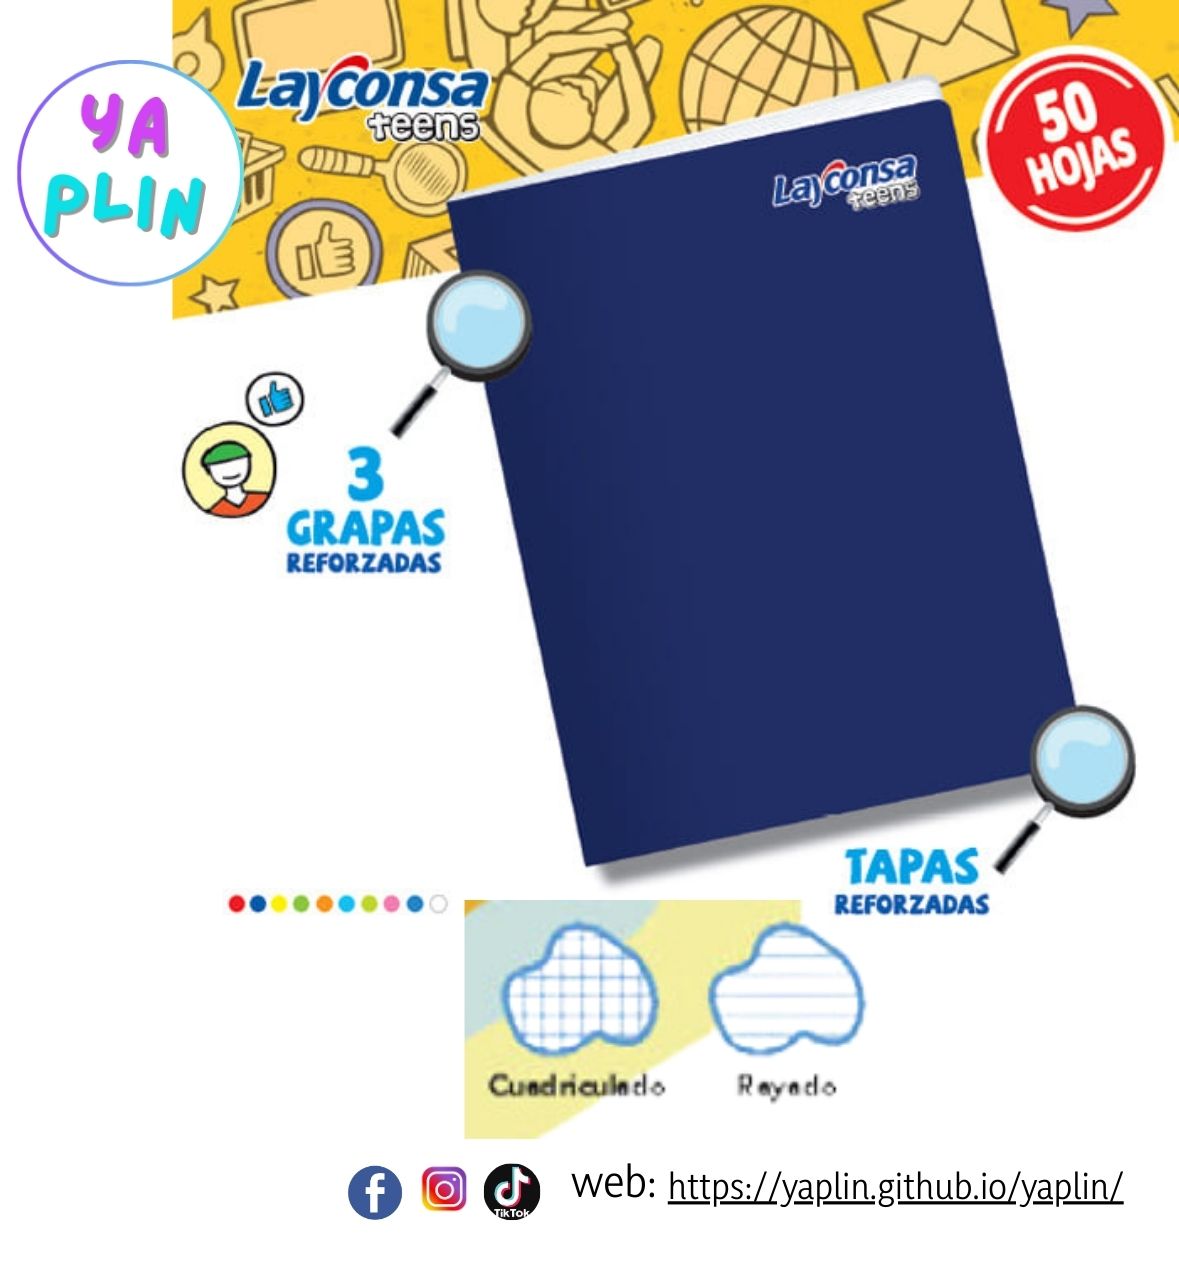 YA
PLIN
Layconsa
teens
50
HOJAS
Layconsa
teens
3
GRAPAS
REFORZADAS
TAPAS
REFORZADAS
Cuadriculado
Rayado
TikTok
web: https://yaplin.github.io/yaplin/